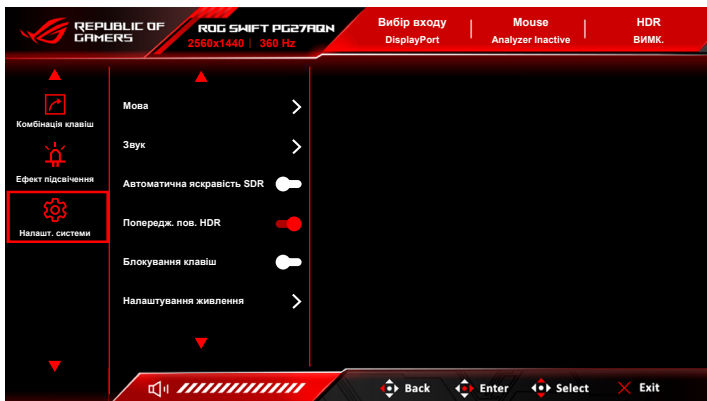 REPUBLIC OF
GAMERS
ROG SWIFT PG27AQN
2560x1440 | 360 Hz
Вибір входу
DisplayPort
Mouse
Analyzer Inactive
HDR
ВИМК.
Комбінація клавіш
Ефект підсвічення
Налашт. системи
Мова
Звук
Автоматична яскравість SDR
Попередж. пов. HDR
Блокування клавіш
Налаштування живлення
Back
Enter
Select
Exit